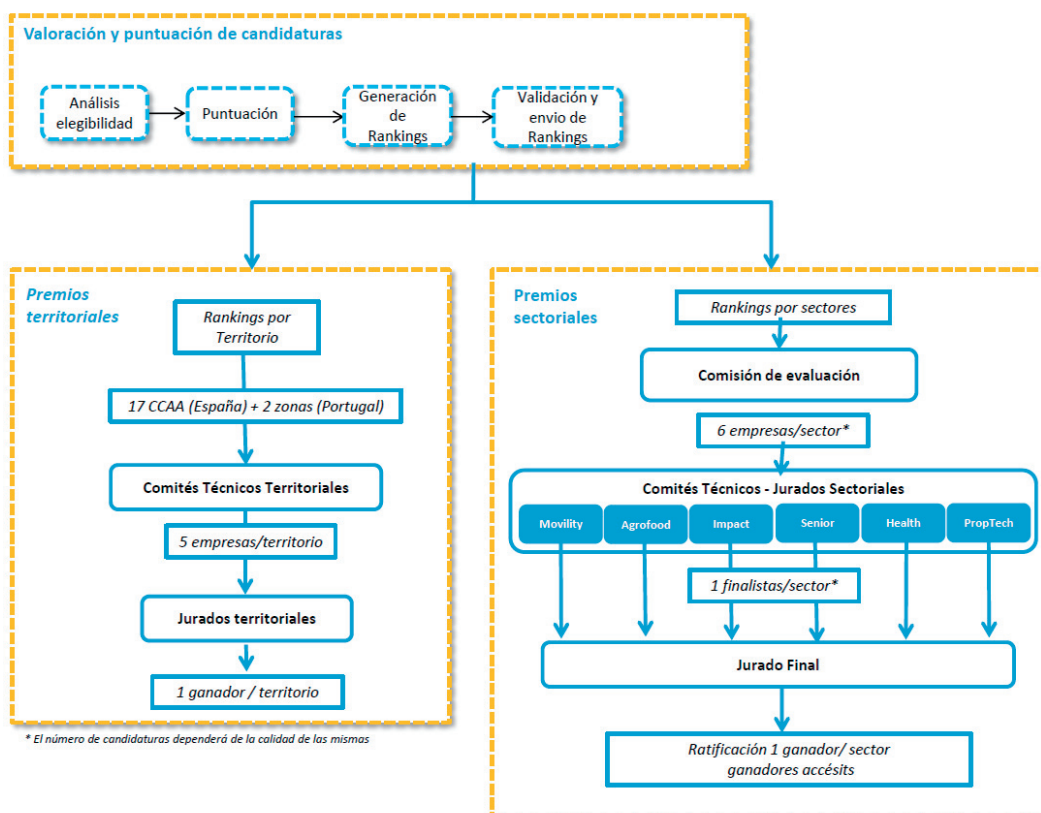 Valoración y puntuación de candidaturas
Análisis
elegibilidad
Puntuación
Generación
de
Rankings
Validación y
envio de
Rankings
Premios
territoriales
Rankings por
Territorio
17 CCAA (España) + 2 zonas (Portugal)
Comités Técnicos Territoriales
5 empresas/territorio
Jurados territoriales
1 ganador / territorio
* El número de candidaturas dependerá de la calidad de las mismas
Premios
sectoriales
Rankings por sectores
Comisión de evaluación
6 empresas/sector*
Comités Técnicos - Jurados Sectoriales
Movility
Agrofood
Impact
Senior
Health
PropTech
1 finalistas/sector*
Jurado Final
Ratificación 1 ganador/ sector
ganadores accésits